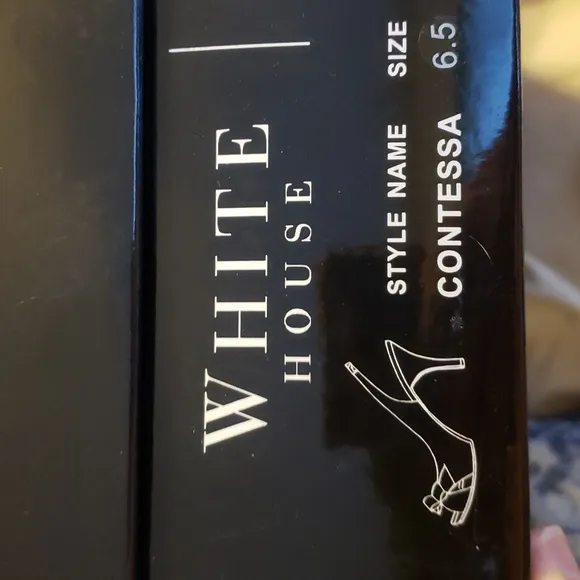 WHITE
HOUSE
STYLE NAME SIZE
CONTESSA 6.5